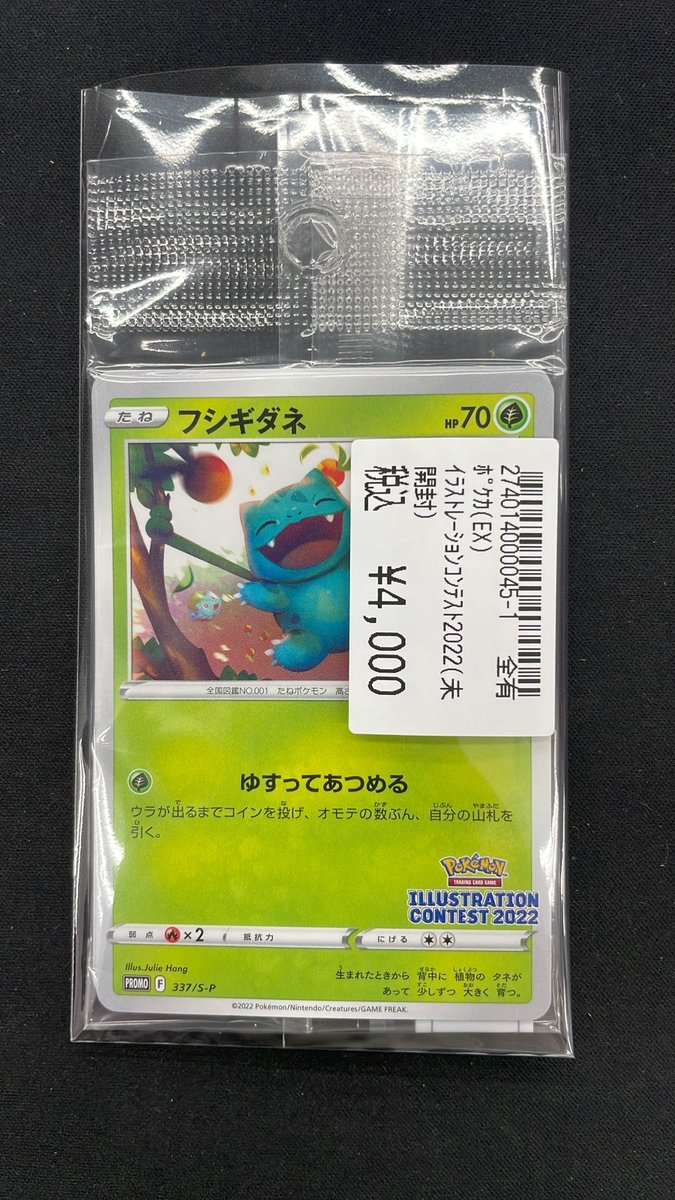 たね フシギダネ HP70
274014000045-1 全有
ﾎﾟｹｶ(EX)
ｲﾗｽﾄﾚｰｼｮﾝｺﾝﾃｽﾄ2022(未
開封)
税込 ¥4,000
全国図鑑NO.001 たねポケモン 高さ
ゆすってあつめる
ウラが出るまでコインを投げ、オモテの数ぶん、自分の山札を
引く。
Pokémon
TRADING CARD GAME
ILLUSTRATION
CONTEST 2022
弱点 ×2 抵抗力 にげる
Illus.Julie Hang
PROMO F 337/S-P
生まれたときから 背中に 植物の タネが
あって 少しずつ 大きく 育つ。
©2022 Pokémon/Nintendo/Creatures/GAME FREAK.